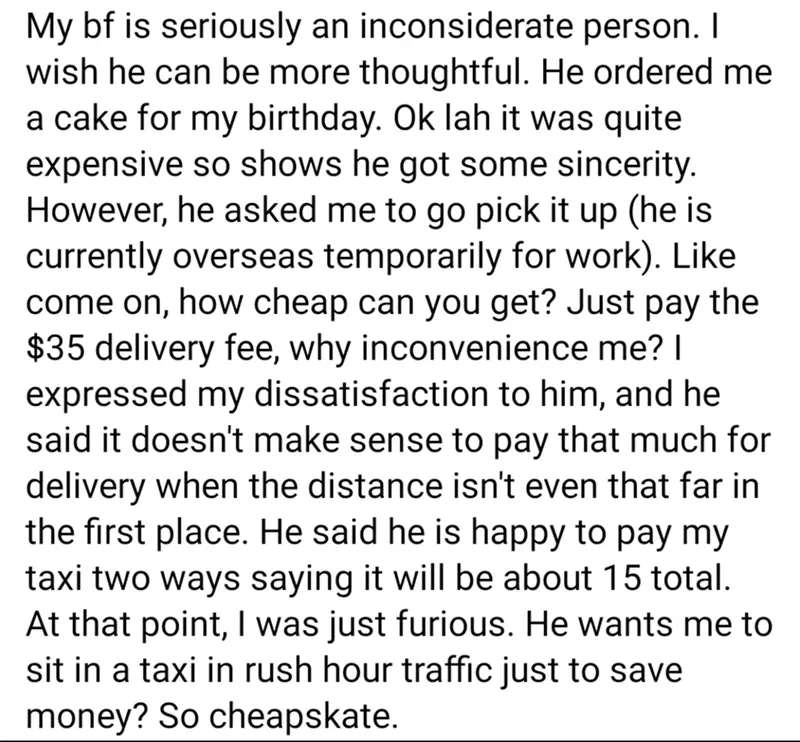 My bf is seriously an inconsiderate person. I
wish he can be more thoughtful. He ordered me
a cake for my birthday. Ok lah it was quite
expensive so shows he got some sincerity.
However, he asked me to go pick it up (he is
currently overseas temporarily for work). Like
come on, how cheap can you get? Just pay the
$35 delivery fee, why inconvenience me? I
expressed my dissatisfaction to him, and he
said it doesn't make sense to pay that much for
delivery when the distance isn't even that far in
the first place. He said he is happy to pay my
taxi two ways saying it will be about 15 total.
At that point, I was just furious. He wants me to
sit in a taxi in rush hour traffic just to save
money? So cheapskate.